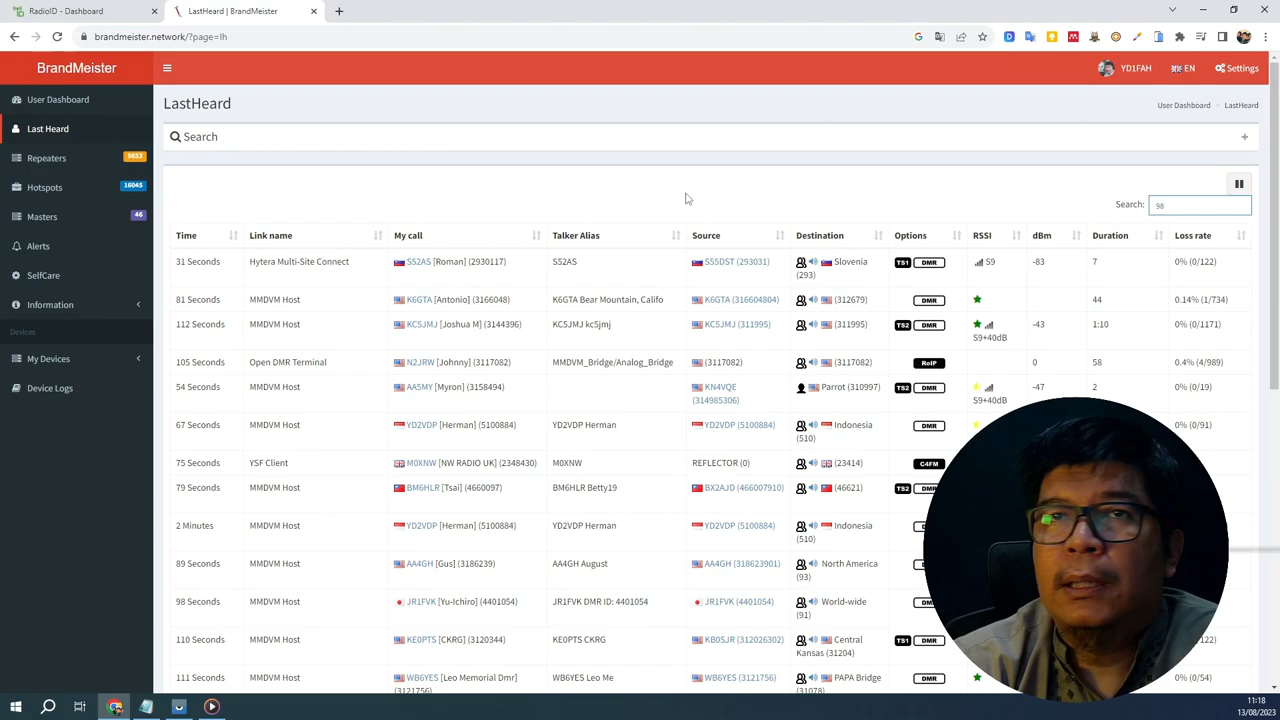 RadioID - Dashboard
LastHeard | BrandMeister
brandmeister.network/?page=lh
BrandMeister
YD1FAH
EN
Settings
User Dashboard
Last Heard
Repeaters 5653
Hotspots 16045
Masters 46
Alerts
SelfCare
Information
Devices
My Devices
Device Logs
LastHeard
User Dashboard
LastHeard
Search
Search: 98
Time Link name My call Talker Alias Source Destination Options RSSI dBm Duration Loss rate
31 Seconds Hytera Multi-Site Connect S52AS [Roman] (2930117) S52AS S55DST (293031) Slovenia TS1 DMR S9 -83 7 0% (0/122)
(293)
81 Seconds MMDVM Host K6GTA [Antonio] (3166048) K6GTA Bear Mountain, Califo K6GTA (316604804) (312679) DMR 44 0.14% (1/734)
112 Seconds MMDVM Host KC5JMJ [Joshua M] (3144396) KC5JMJ kc5jmj KC5JMJ (311995) (311995) TS2 DMR -43 1:10 0% (0/1171)
S9+40dB
105 Seconds Open DMR Terminal N2JRW [Johnny] (3117082) MMDVM_Bridge/Analog_Bridge (3117082) (3117082) RoIP 0 58 0.4% (4/989)
54 Seconds MMDVM Host AA5MY [Myron] (3158494) KN4VQE Parrot (310997) TS2 DMR -47 2 0% (0/19)
(314985306) S9+40dB
67 Seconds MMDVM Host YD2VDP [Herman] (5100884) YD2VDP Herman YD2VDP (5100884) Indonesia DMR (0/91)
(510)
75 Seconds YSF Client M0XNW [NW RADIO UK] (2348430) M0XNW REFLECTOR (0) (23414) C4FM
79 Seconds MMDVM Host BM6HLR [Tsai] (4660097) BM6HLR Betty19 BX2AJD (466007910) (46621) TS2 DMR
2 Minutes MMDVM Host YD2VDP [Herman] (5100884) YD2VDP Herman YD2VDP (5100884) Indonesia
(510)
89 Seconds MMDVM Host AA4GH [Gus] (3186239) AA4GH August AA4GH (318623901) North America
(93)
98 Seconds MMDVM Host JR1FVK [Yu-Ichiro] (4401054) JR1FVK DMR ID: 4401054 JR1FVK (4401054) World-wide
(91)
110 Seconds MMDVM Host KE0PTS [CKRG] (3120344) KE0PTS CKRG KB0SJR (312026302) Central TS1 DMR
Kansas (31204)
111 Seconds MMDVM Host WB6YES [Leo Memorial Dmr] WB6YES Leo Me WB6YES (3121756) PAPA Bridge DMR 0% (0/54)
(3121756) (31078)
11:18
13/08/2023